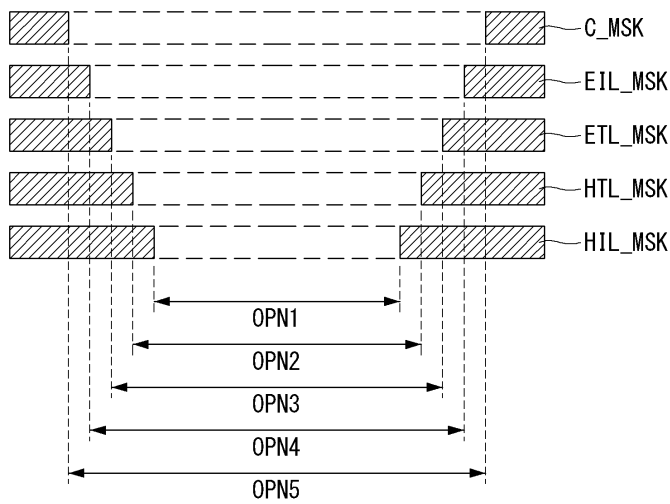 C_MSK
EIL_MSK
ETL_MSK
HTL_MSK
HIL_MSK
OPN1
OPN2
OPN3
OPN4
OPN5